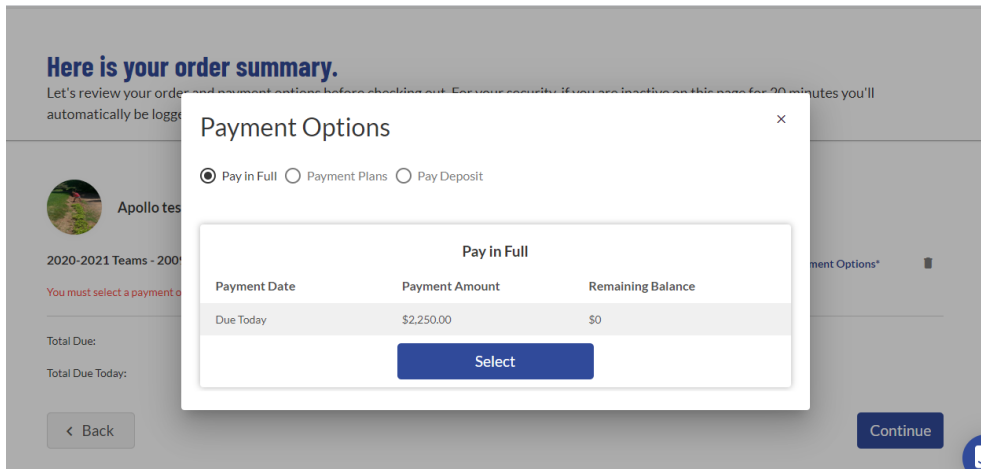 Here is your order summary.
Let's review your order and payment options before checking out. For your security, if you are inactive on this page for 20 minutes you'll
automatically be logge
Payment Options
×
Pay in Full Payment Plans Pay Deposit
Apollo tes
Pay in Full
2020-2021 Teams - 200
ment Options*
Payment Date Payment Amount Remaining Balance
You must select a payment o
Due Today $2,250.00 $0
Total Due:
Select
Total Due Today:
< Back
Continue